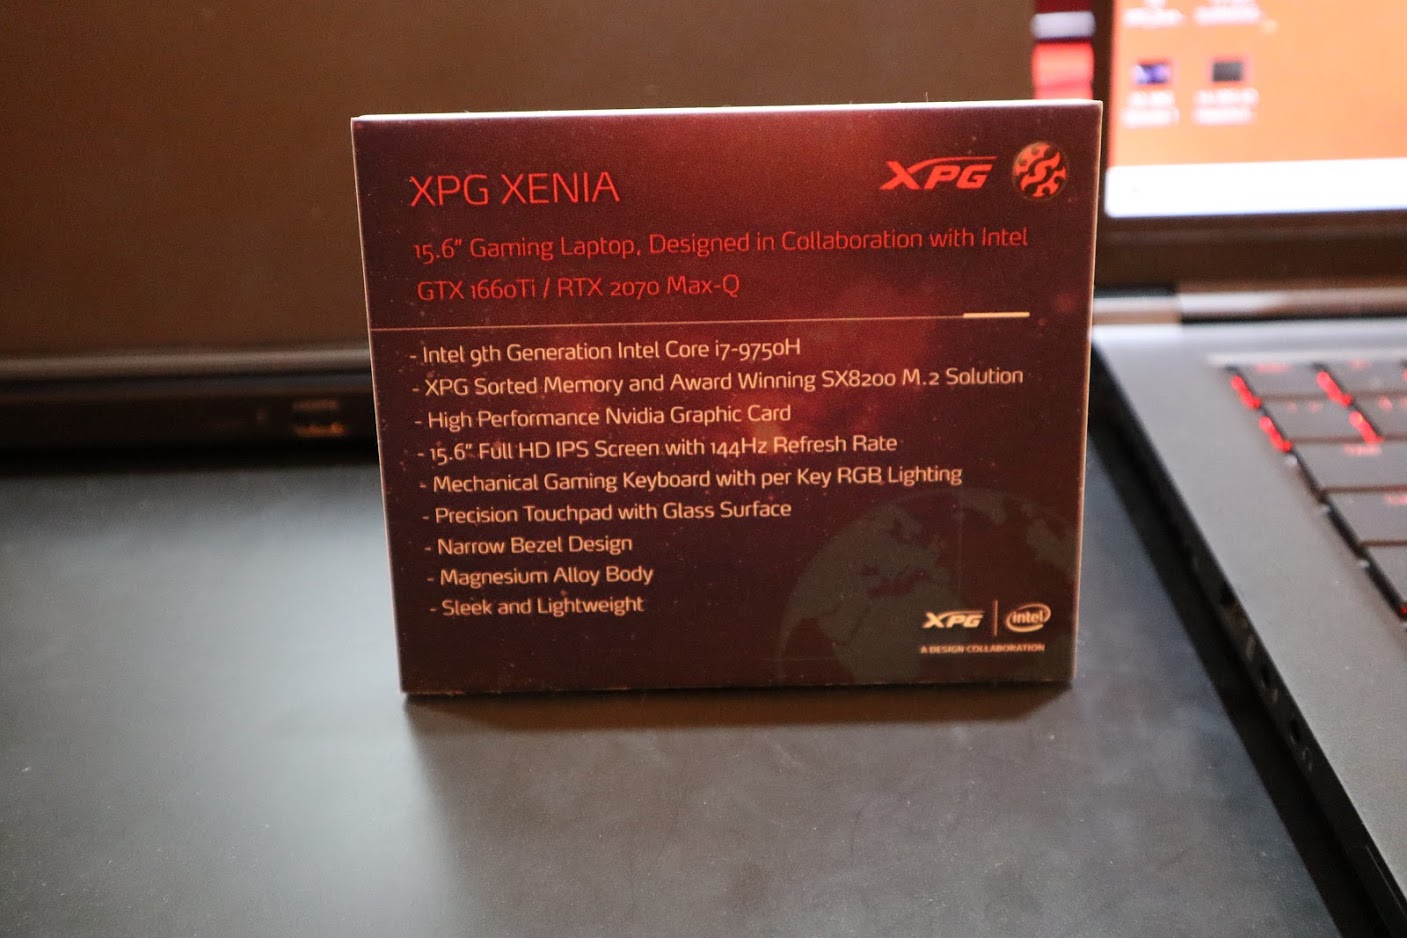 XPG XENIA
XPG
15.6" Gaming Laptop, Designed in Collaboration with Intel
GTX 1660Ti / RTX 2070 Max-Q
- Intel 9th Generation Intel Core i7-9750H
- XPG Sorted Memory and Award Winning SX8200 M.2 Solution
- High Performance Nvidia Graphic Card
- 15.6" Full HD IPS Screen with 144Hz Refresh Rate
- Mechanical Gaming Keyboard with per Key RGB Lighting
- Precision Touchpad with Glass Surface
- Narrow Bezel Design
- Magnesium Alloy Body
- Sleek and Lightweight
XPG | intel
A DESIGN COLLABORATION